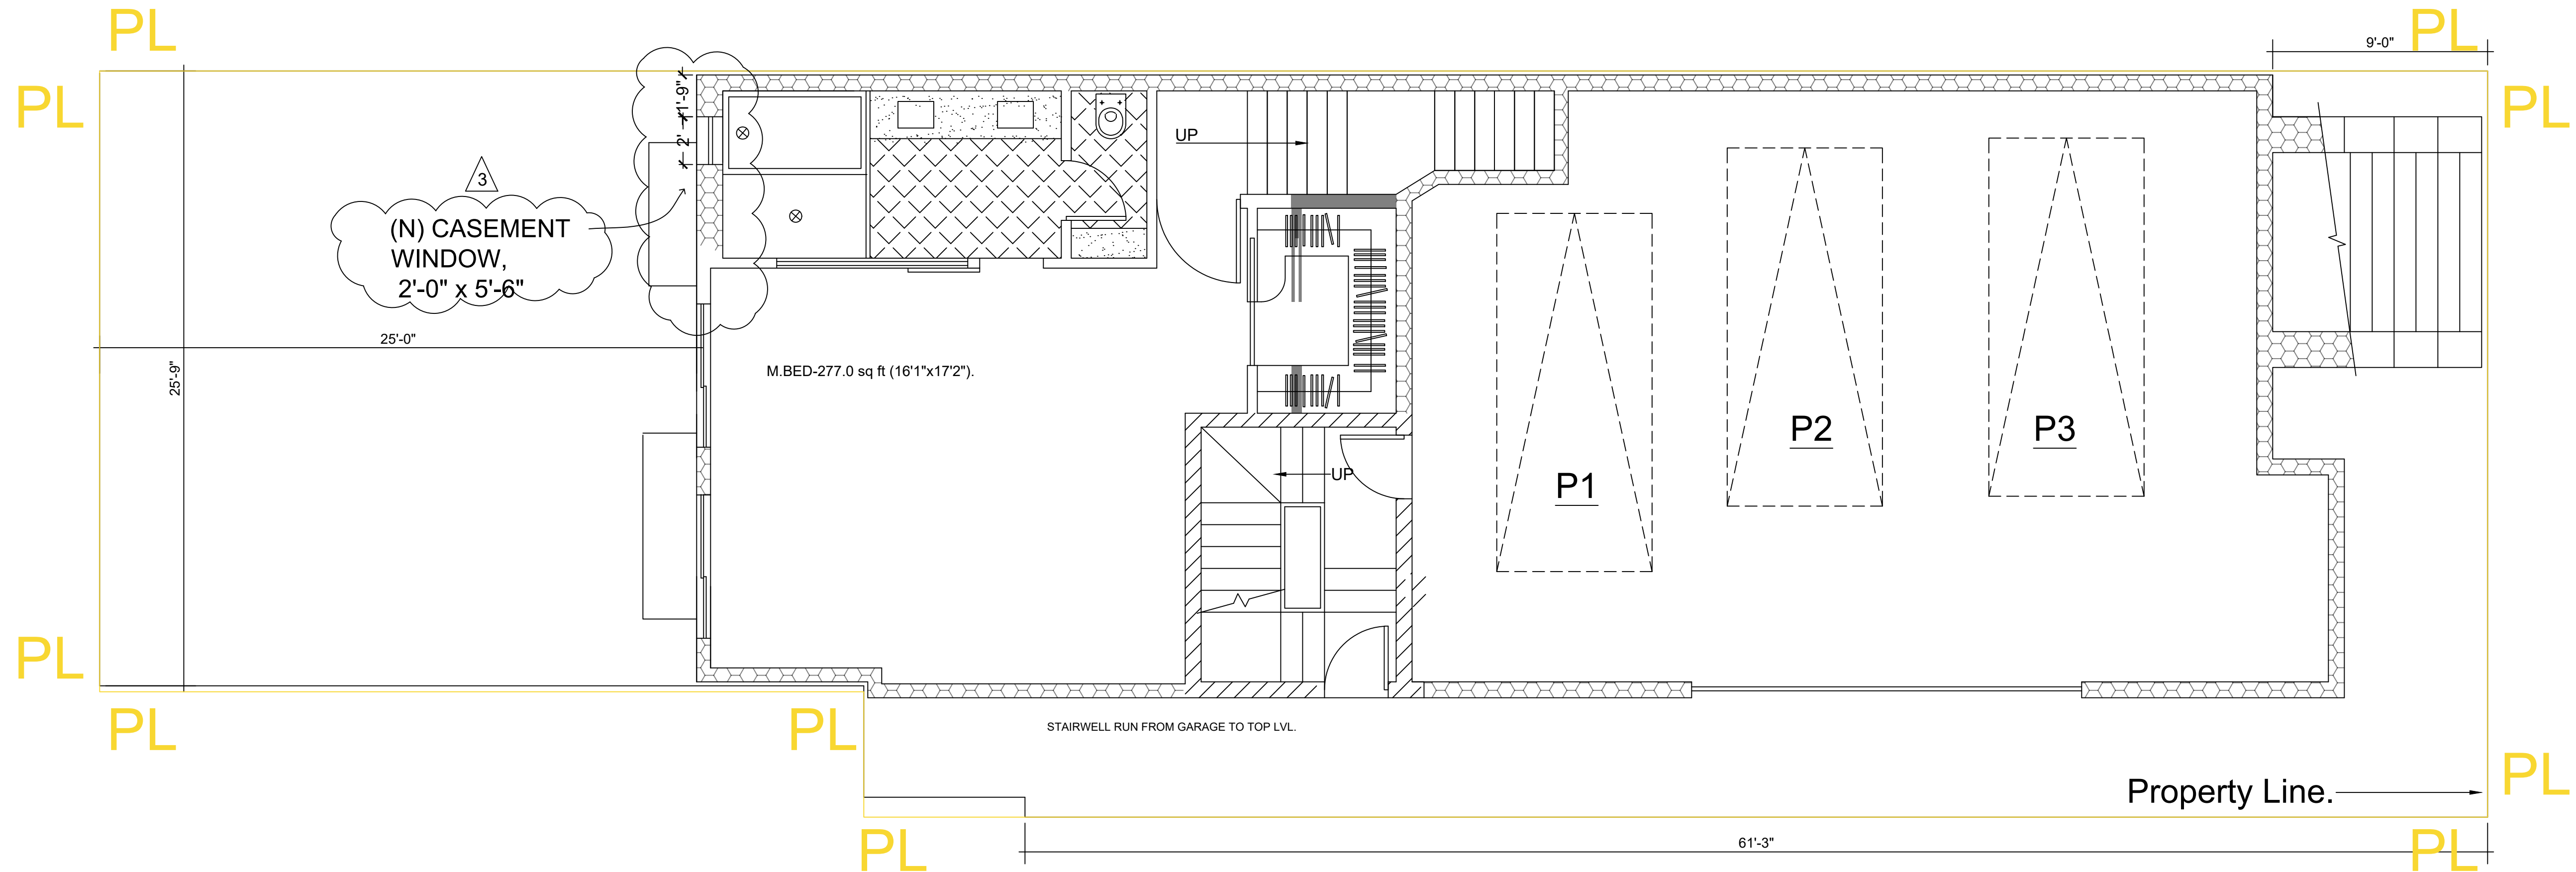 PL
PL
9'-0"
PL
PL
1'-9"
2'
UP
3
(N) CASEMENT
WINDOW,
2'-0" x 5'-6"
25'-0"
25'-9"
M.BED-277.0 sq ft (16'1"x17'2").
UP
P1
P2
P3
PL
PL
PL
STAIRWELL RUN FROM GARAGE TO TOP LVL.
Property Line.
PL
PL
61'-3"
PL